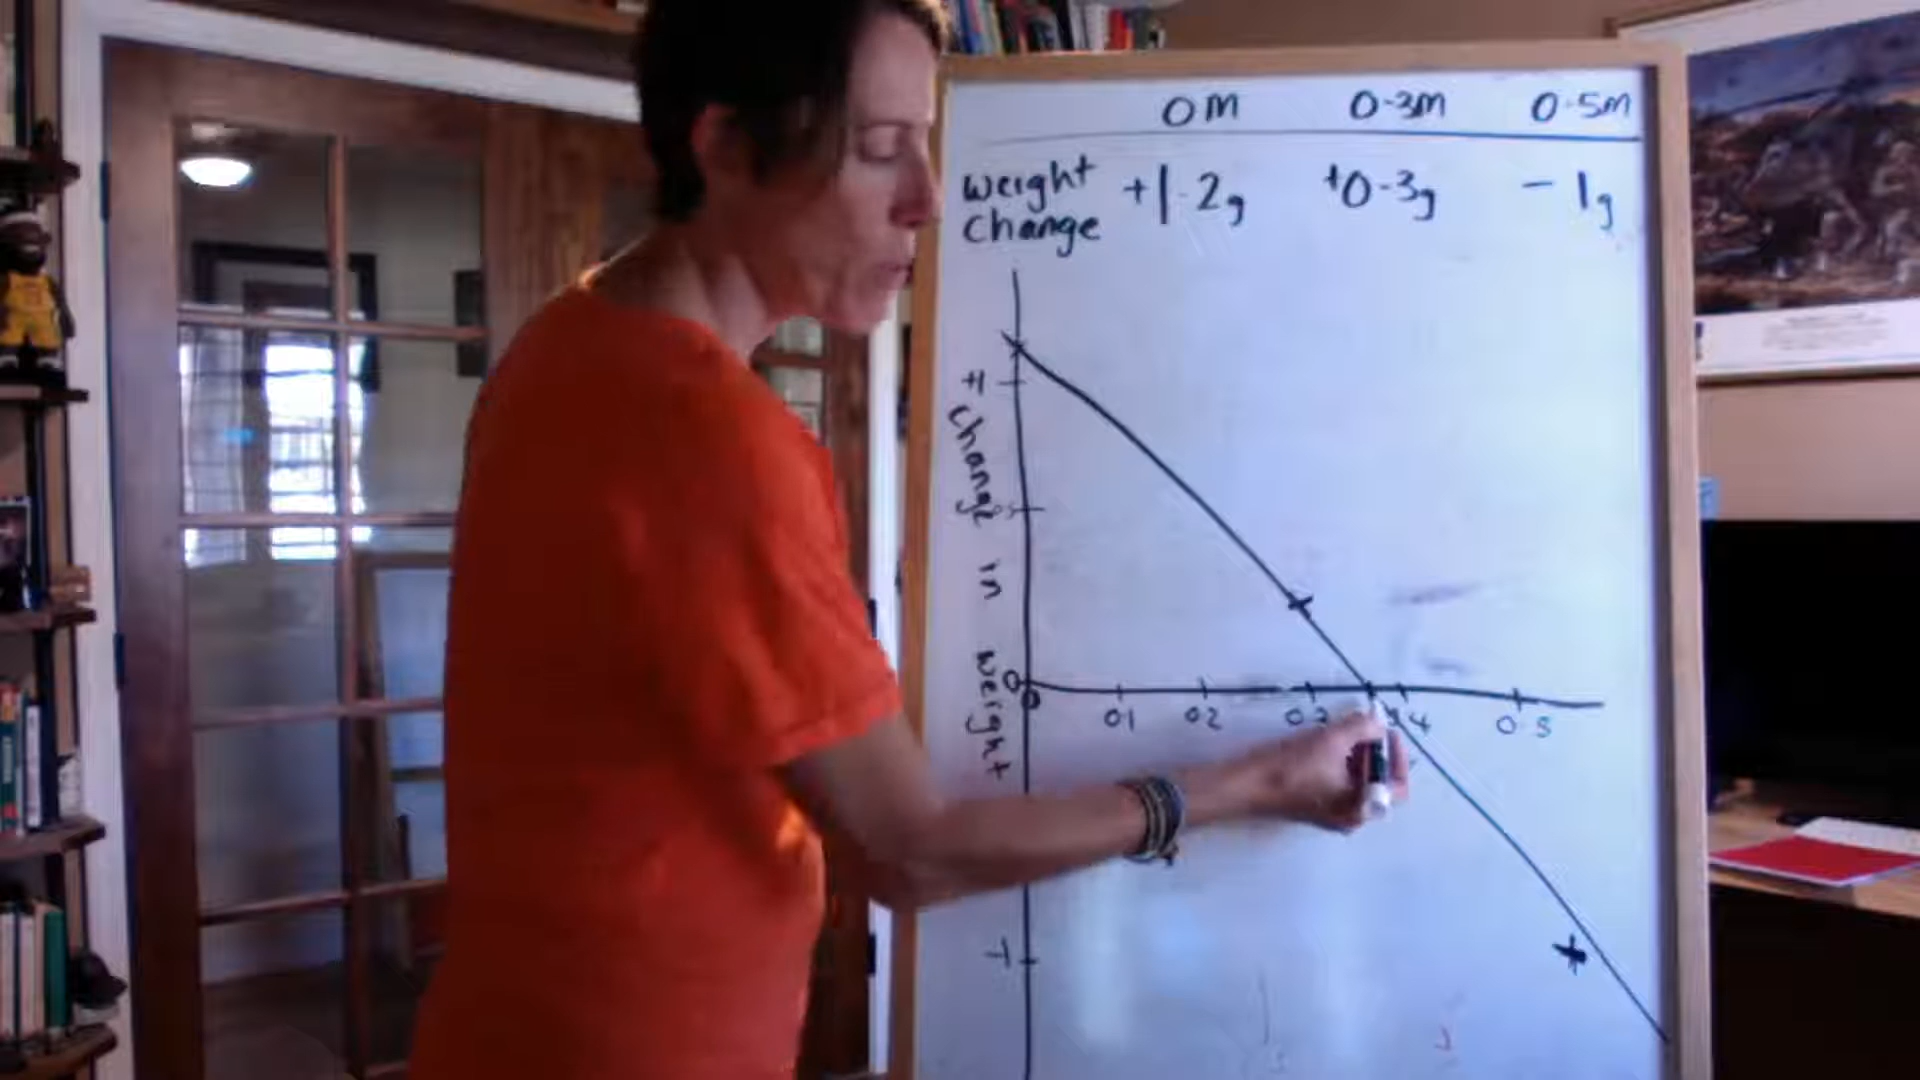 0M 0.3M 0.5M
weight change +1.2g +0.3g - 1g
+1
change in weight
0
0
0.1 0.2 0.3 0.4 0.5
-1